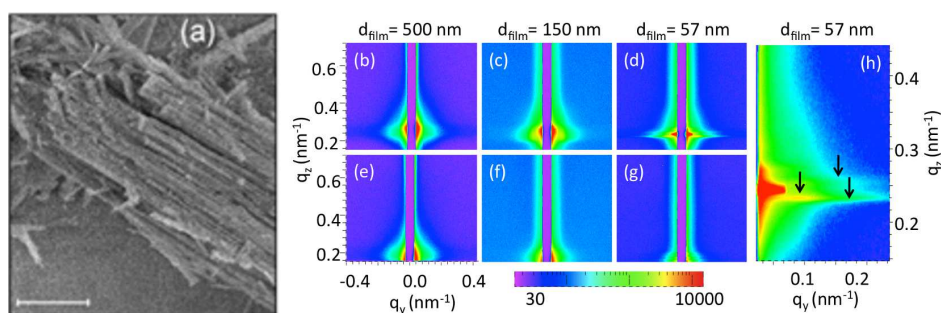 (a)
d_film = 500 nm
d_film = 150 nm
d_film = 57 nm
d_film = 57 nm
(b)
(c)
(d)
(h)
0.6
0.4
0.2
q_z (nm⁻¹)
(e)
(f)
(g)
0.6
0.4
0.2
0.4
0.3
0.2
q_z (nm⁻¹)
-0.4
0.0
0.4
q_y (nm⁻¹)
30
10000
0.1
0.2
q_y (nm⁻¹)